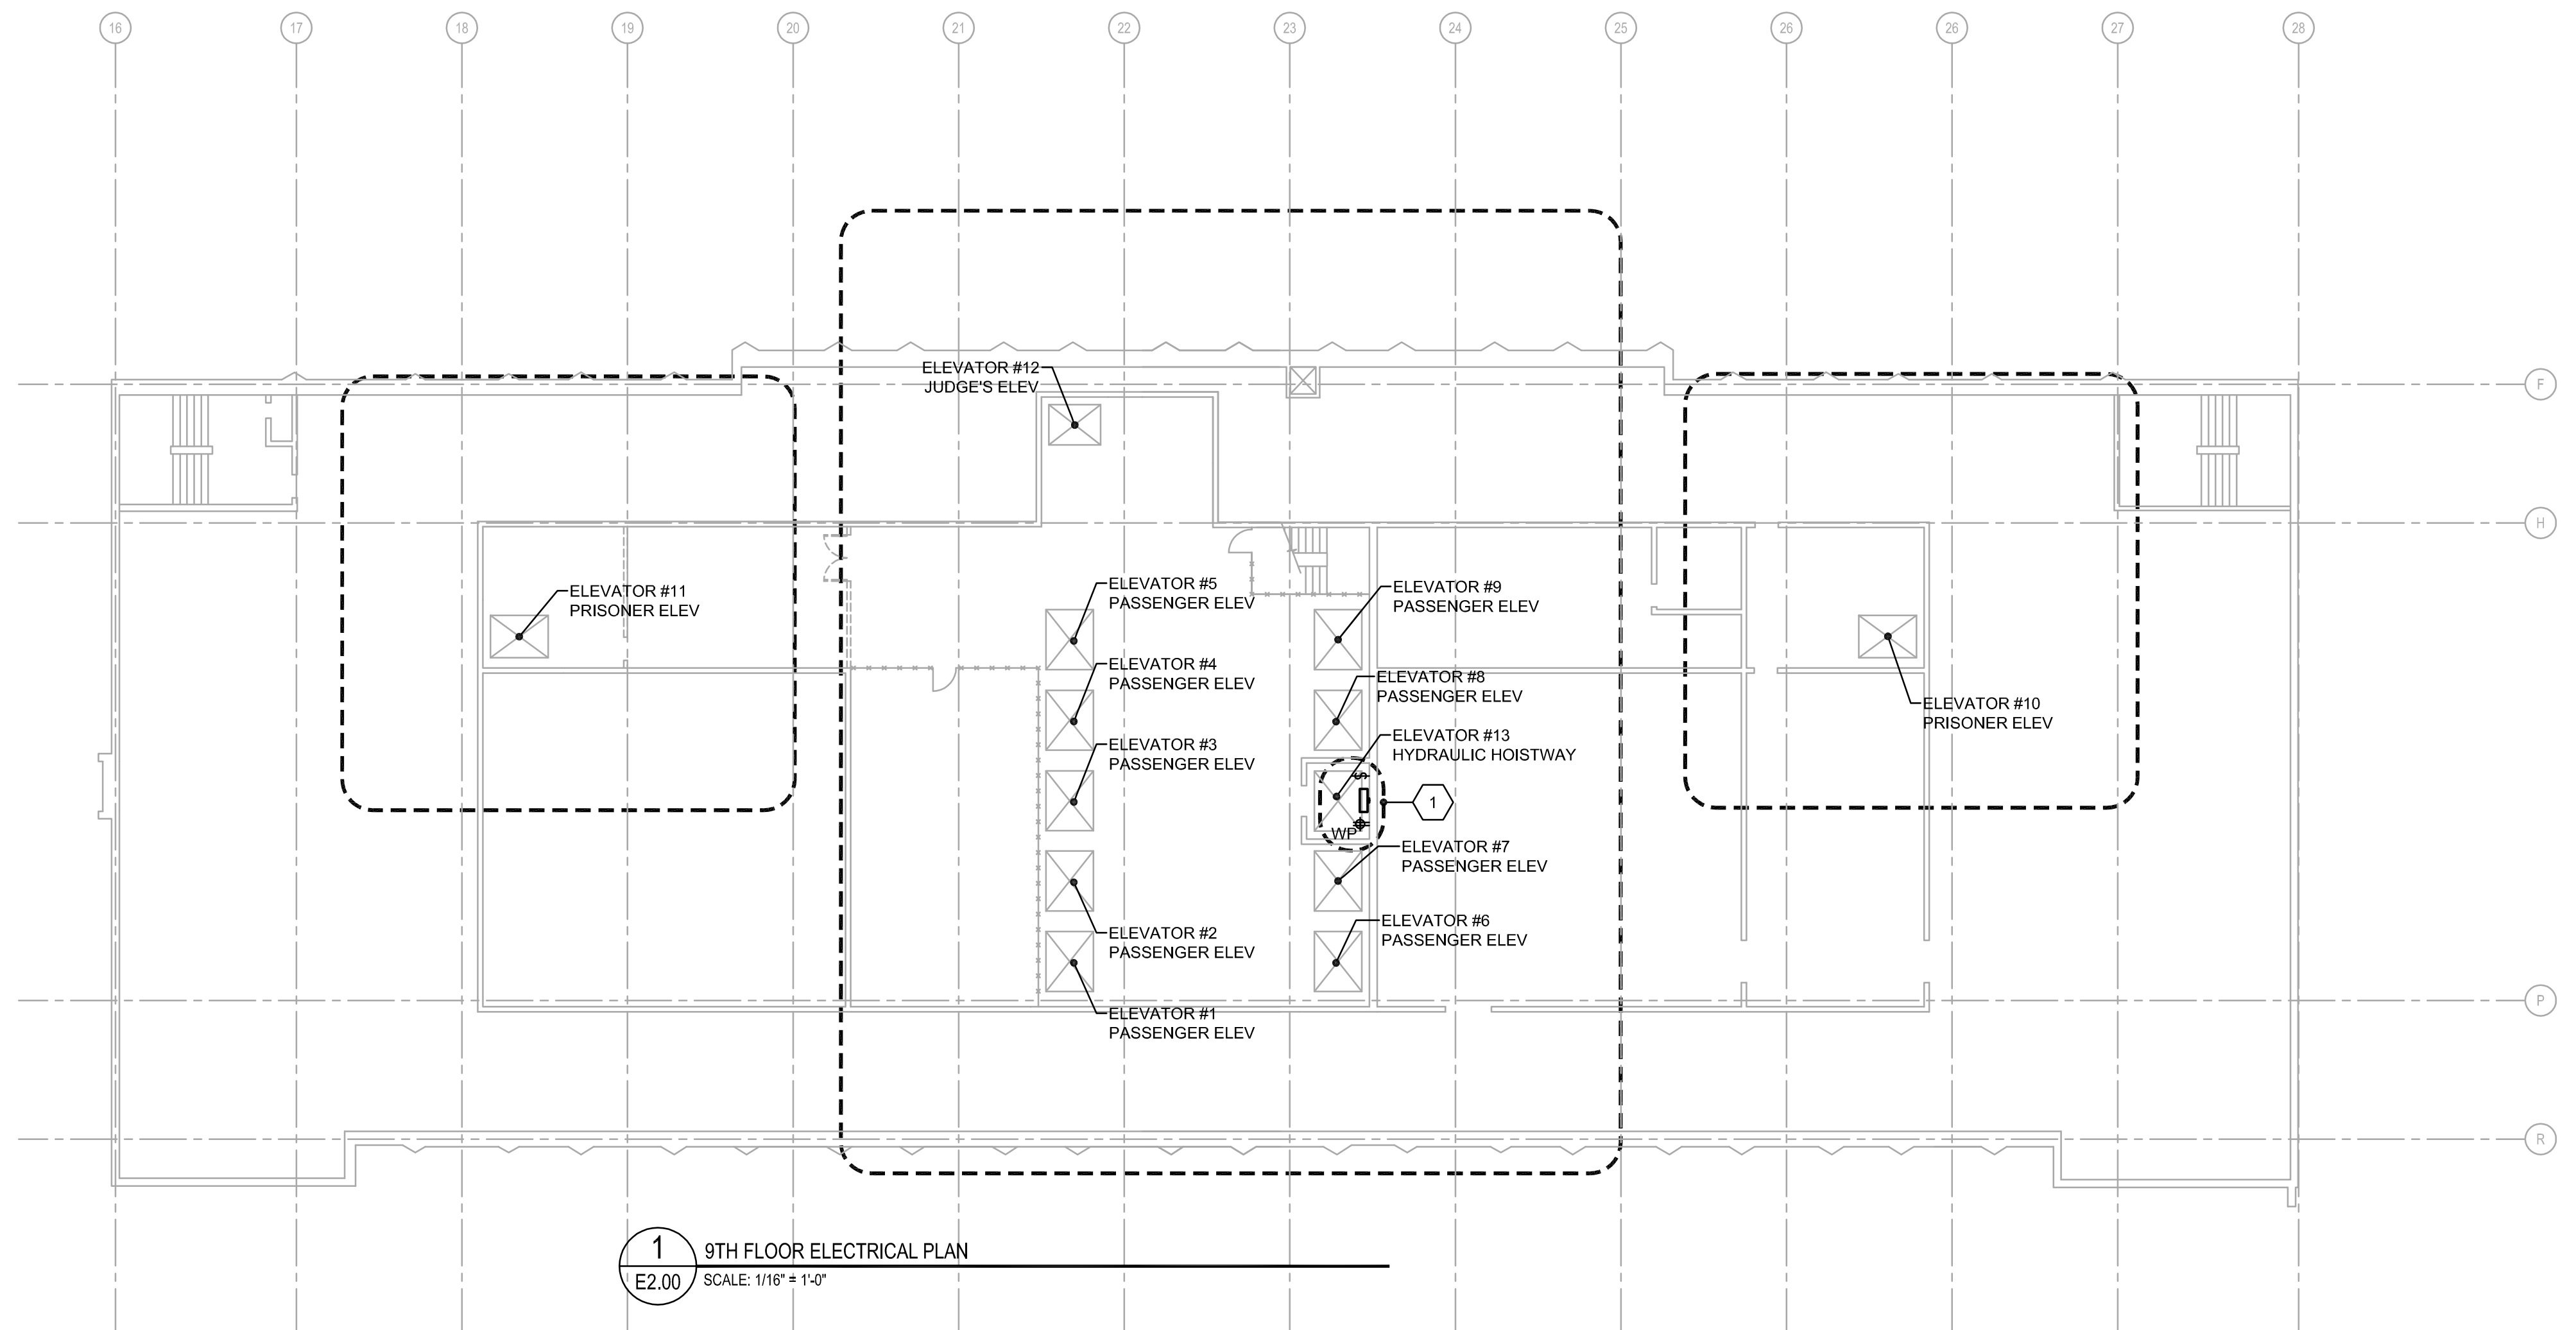 16 17 18 19 20 21 22 23 24 25 26 26 27 28
F
ELEVATOR #12
JUDGE'S ELEV
H
ELEVATOR #11
PRISONER ELEV
ELEVATOR #5
PASSENGER ELEV
ELEVATOR #9
PASSENGER ELEV
ELEVATOR #4
PASSENGER ELEV
ELEVATOR #8
PASSENGER ELEV
ELEVATOR #10
PRISONER ELEV
ELEVATOR #3
PASSENGER ELEV
ELEVATOR #13
HYDRAULIC HOISTWAY
$
1
WP
ELEVATOR #7
PASSENGER ELEV
ELEVATOR #2
PASSENGER ELEV
ELEVATOR #6
PASSENGER ELEV
P
ELEVATOR #1
PASSENGER ELEV
R
1
E2.00
9TH FLOOR ELECTRICAL PLAN
SCALE: 1/16" = 1'-0"